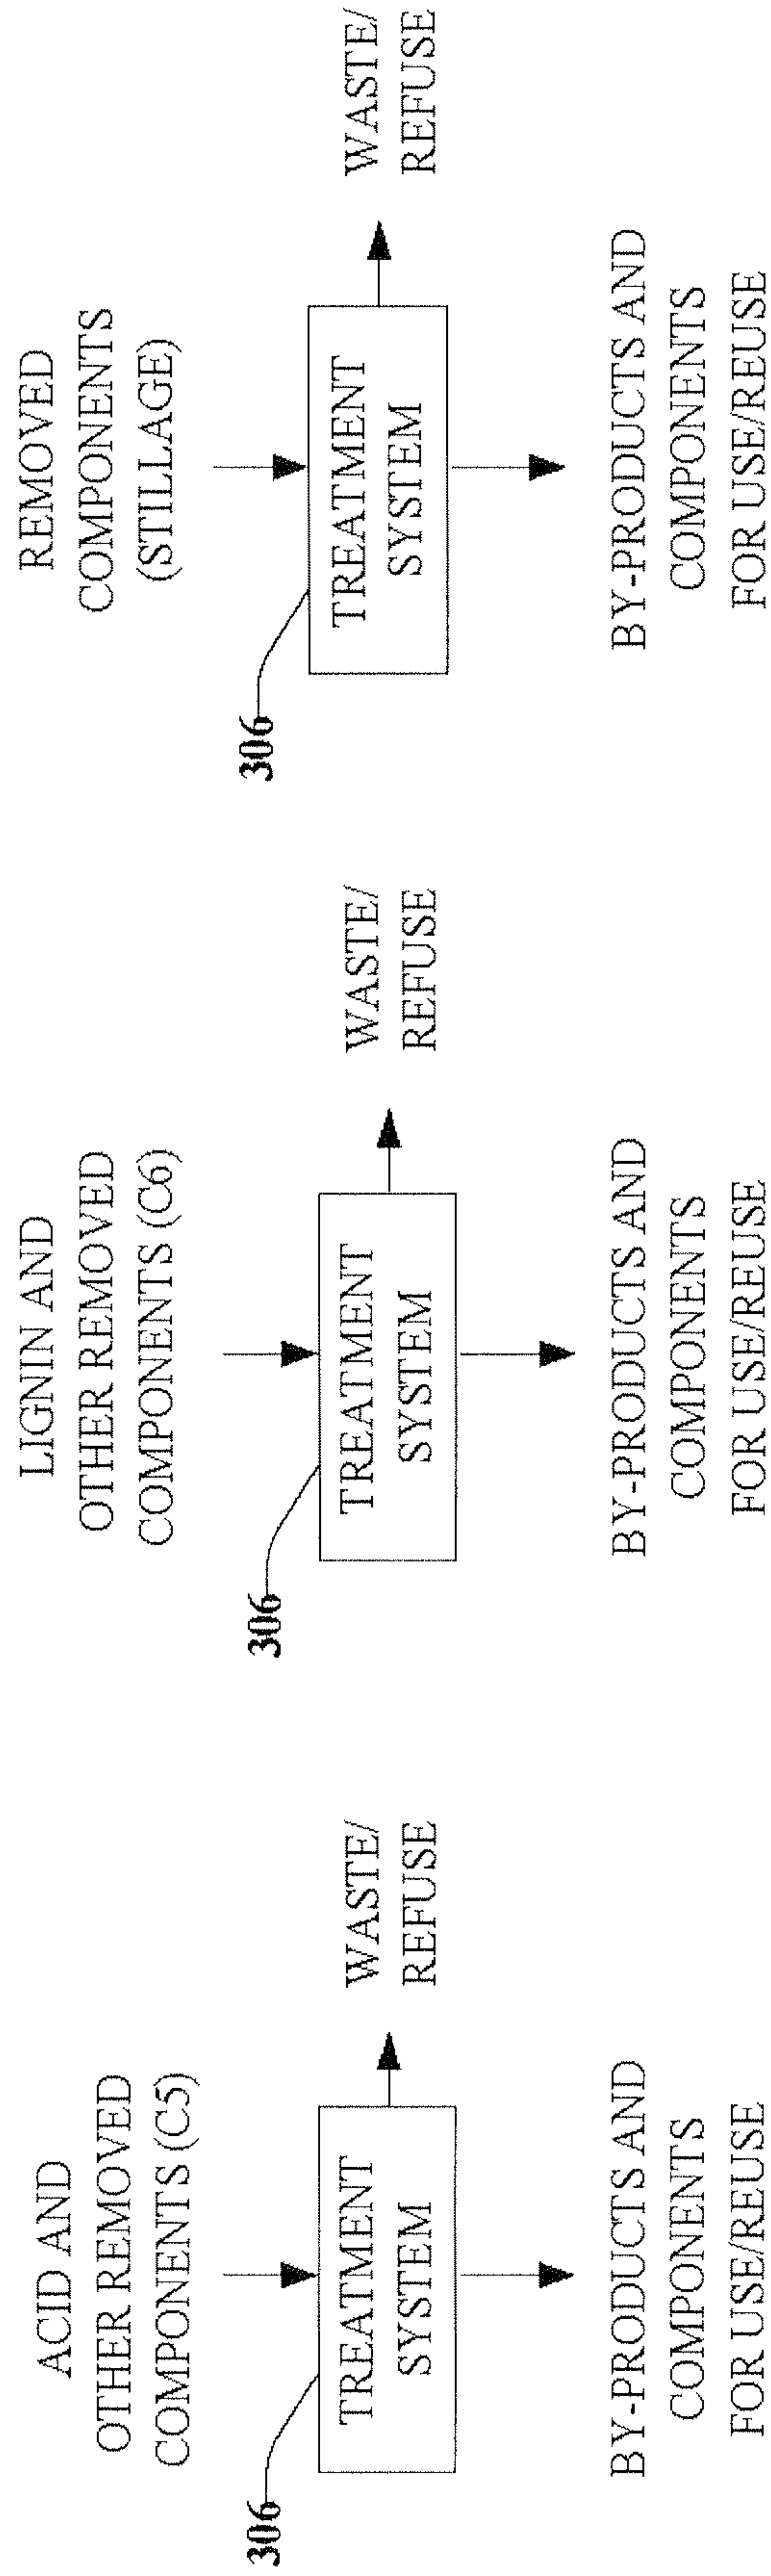 ACID AND
OTHER REMOVED
COMPONENTS (C5)
306
TREATMENT
SYSTEM
WASTE/
REFUSE
BY-PRODUCTS AND
COMPONENTS
FOR USE/REUSE
LIGNIN AND
OTHER REMOVED
COMPONENTS (C6)
306
TREATMENT
SYSTEM
WASTE/
REFUSE
BY-PRODUCTS AND
COMPONENTS
FOR USE/REUSE
REMOVED
COMPONENTS
(STILLAGE)
306
TREATMENT
SYSTEM
WASTE/
REFUSE
BY-PRODUCTS AND
COMPONENTS
FOR USE/REUSE